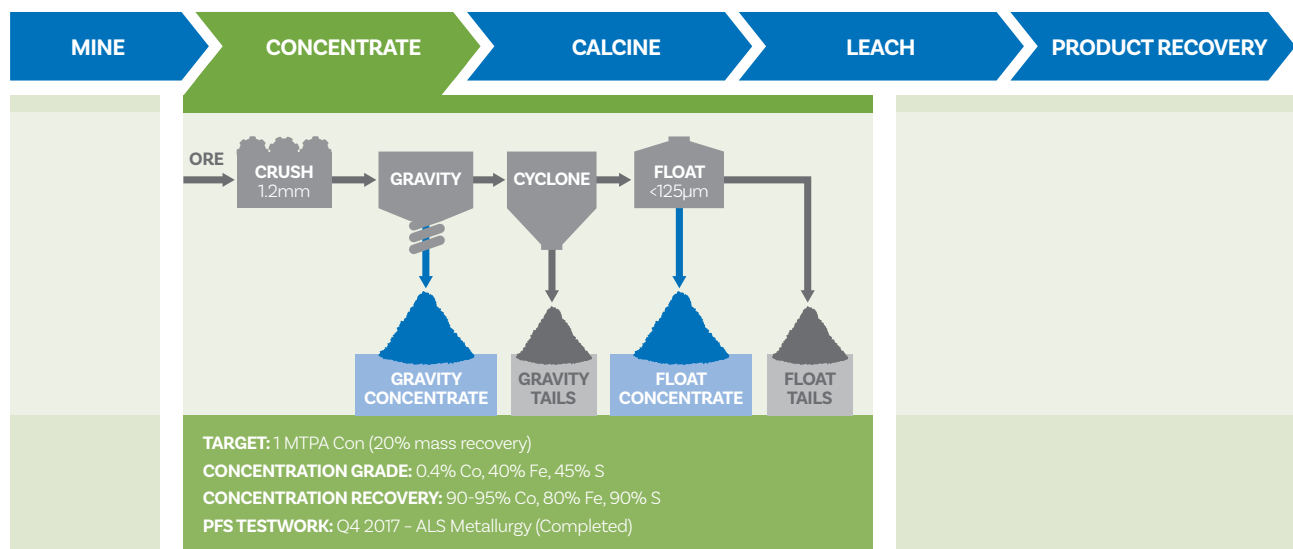 MINE
CONCENTRATE
CALCINE
LEACH
PRODUCT RECOVERY
ORE
CRUSH
1.2mm
GRAVITY
CYCLONE
FLOAT
<125µm
GRAVITY
CONCENTRATE
GRAVITY
TAILS
FLOAT
CONCENTRATE
FLOAT
TAILS
TARGET: 1 MTPA Con (20% mass recovery)
CONCENTRATION GRADE: 0.4% Co, 40% Fe, 45% S
CONCENTRATION RECOVERY: 90-95% Co, 80% Fe, 90% S
PFS TESTWORK: Q4 2017 – ALS Metallurgy (Completed)